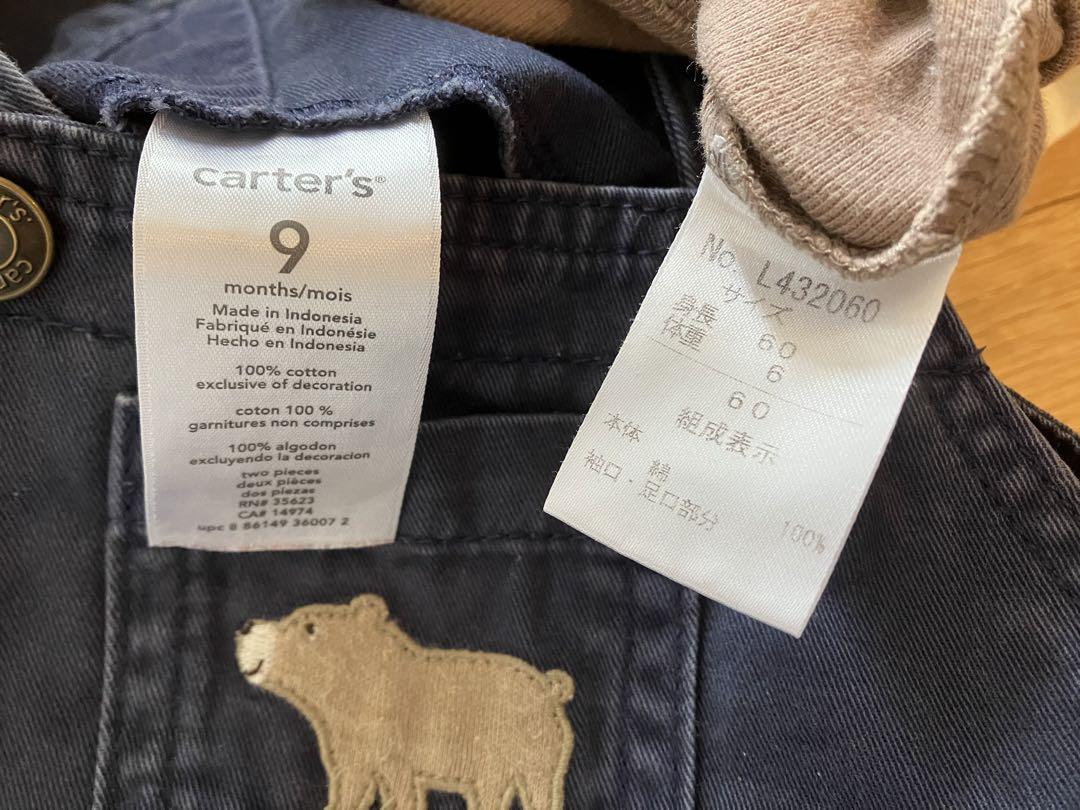 carter's®
9
months/mois
Made in Indonesia
Fabriqué en Indonésie
Hecho en Indonesia
100% cotton
exclusive of decoration
coton 100 %
garnitures non comprises
100% algodon
excluyendo la decoracion
two pieces
deux pièces
dos piezas
RN# 35623
CA# 14974
upc 8 86149 36007 2
No. L432060
サイズ
身長 60
体重 6
60
組成表示
本体
綿
袖口・足口部分
100%
carter's